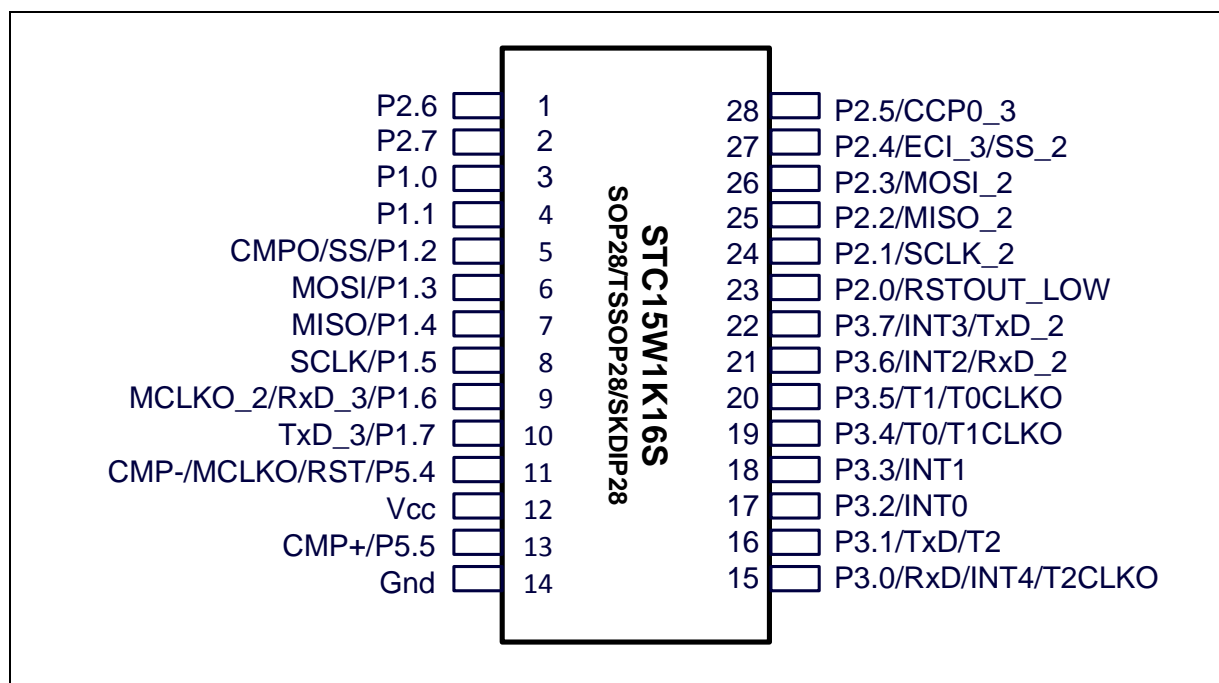 P2.6 1
P2.7 2
P1.0 3
P1.1 4
CMPO/SS/P1.2 5
MOSI/P1.3 6
MISO/P1.4 7
SCLK/P1.5 8
MCLKO_2/RxD_3/P1.6 9
TxD_3/P1.7 10
CMP-/MCLKO/RST/P5.4 11
Vcc 12
CMP+/P5.5 13
Gnd 14
STC15W1K16S
SOP28/TSSOP28/SKDIP28
28 P2.5/CCP0_3
27 P2.4/ECI_3/SS_2
26 P2.3/MOSI_2
25 P2.2/MISO_2
24 P2.1/SCLK_2
23 P2.0/RSTOUT_LOW
22 P3.7/INT3/TxD_2
21 P3.6/INT2/RxD_2
20 P3.5/T1/T0CLKO
19 P3.4/T0/T1CLKO
18 P3.3/INT1
17 P3.2/INT0
16 P3.1/TxD/T2
15 P3.0/RxD/INT4/T2CLKO